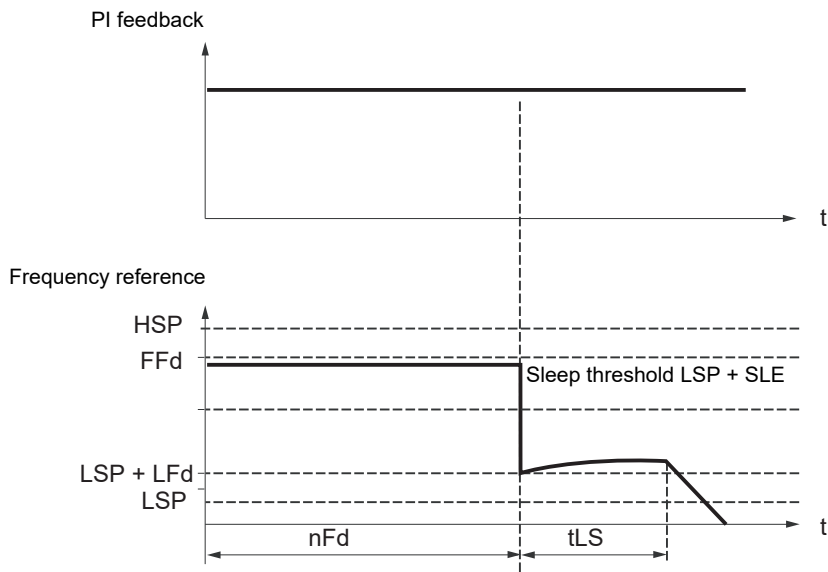 PI feedback
t
Frequency reference
HSP
FFd
Sleep threshold LSP + SLE
LSP + LFd
LSP
t
nFd
tLS